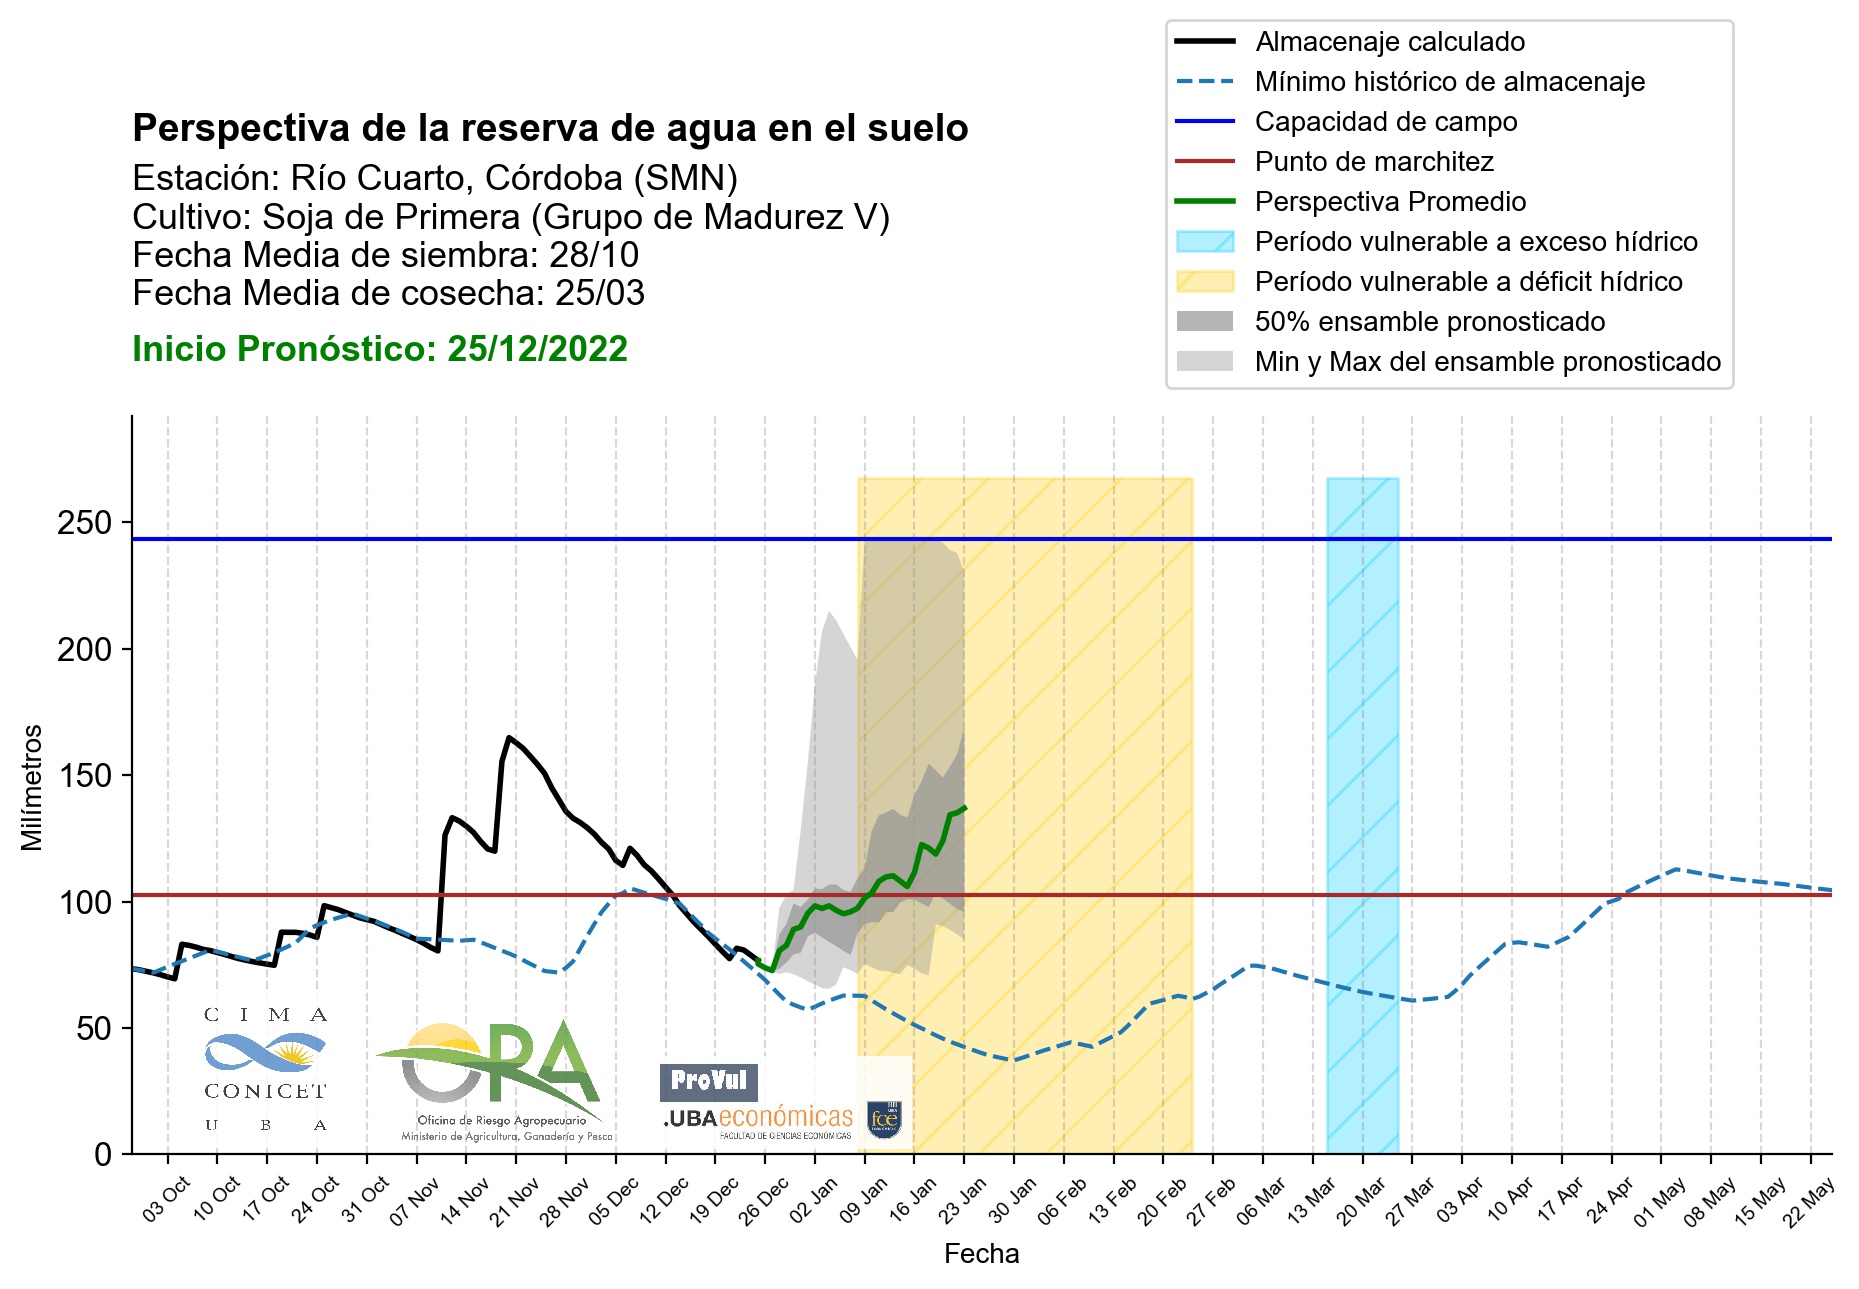 Almacenaje calculado
Mínimo histórico de almacenaje
Capacidad de campo
Punto de marchitez
Perspectiva Promedio
Período vulnerable a exceso hídrico
Período vulnerable a déficit hídrico
50% ensamble pronosticado
Min y Max del ensamble pronosticado
Perspectiva de la reserva de agua en el suelo
Estación: Río Cuarto, Córdoba (SMN)
Cultivo: Soja de Primera (Grupo de Madurez V)
Fecha Media de siembra: 28/10
Fecha Media de cosecha: 25/03
Inicio Pronóstico: 25/12/2022
250
200
150
100
50
0
Milímetros
CIMA
CONICET
UBA
ORA
Oficina de Riesgo Agropecuario
Ministerio de Agricultura, Ganadería y Pesca
ProVul
.UBAeconómicas
FACULTAD DE CIENCIAS ECONÓMICAS
fce
03 Oct
10 Oct
17 Oct
24 Oct
31 Oct
07 Nov
14 Nov
21 Nov
28 Nov
05 Dec
12 Dec
19 Dec
26 Dec
02 Jan
09 Jan
16 Jan
23 Jan
30 Jan
06 Feb
13 Feb
20 Feb
27 Feb
06 Mar
13 Mar
20 Mar
27 Mar
03 Apr
10 Apr
17 Apr
24 Apr
01 May
08 May
15 May
22 May
Fecha